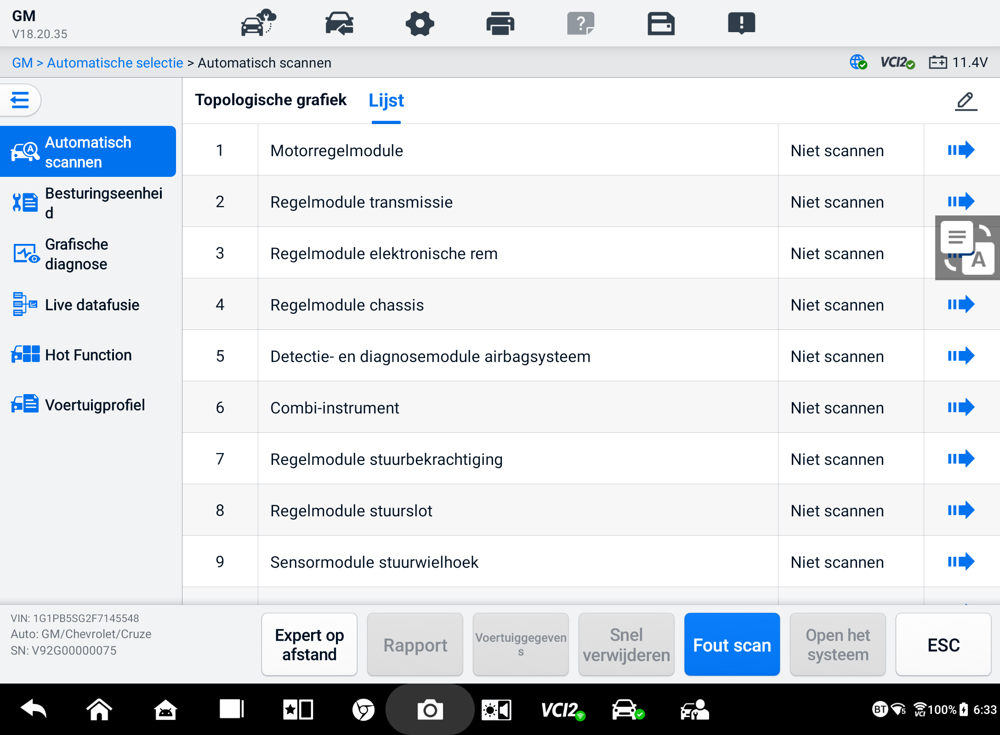 GM
V18.20.35
GM > Automatische selectie > Automatisch scannen
VCI2
11.4V
Topologische grafiek
Lijst
Automatisch
scannen
Besturingseenhei
d
Grafische
diagnose
Live datafusie
Hot Function
Voertuigprofiel
1 Motorregelmodule Niet scannen
2 Regelmodule transmissie Niet scannen
3 Regelmodule elektronische rem Niet scannen
A
4 Regelmodule chassis Niet scannen
5 Detectie- en diagnosemodule airbagsysteem Niet scannen
6 Combi-instrument Niet scannen
7 Regelmodule stuurbekrachtiging Niet scannen
8 Regelmodule stuurslot Niet scannen
9 Sensormodule stuurwielhoek Niet scannen
VIN: 1G1PB5SG2F7145548
Auto: GM/Chevrolet/Cruze
SN: V92G00000075
Expert op
afstand
Rapport
Voertuiggegeven
s
Snel
verwijderen
Fout scan
Open het
systeem
ESC
VCI2
BT
5
VCI
100%
6:33